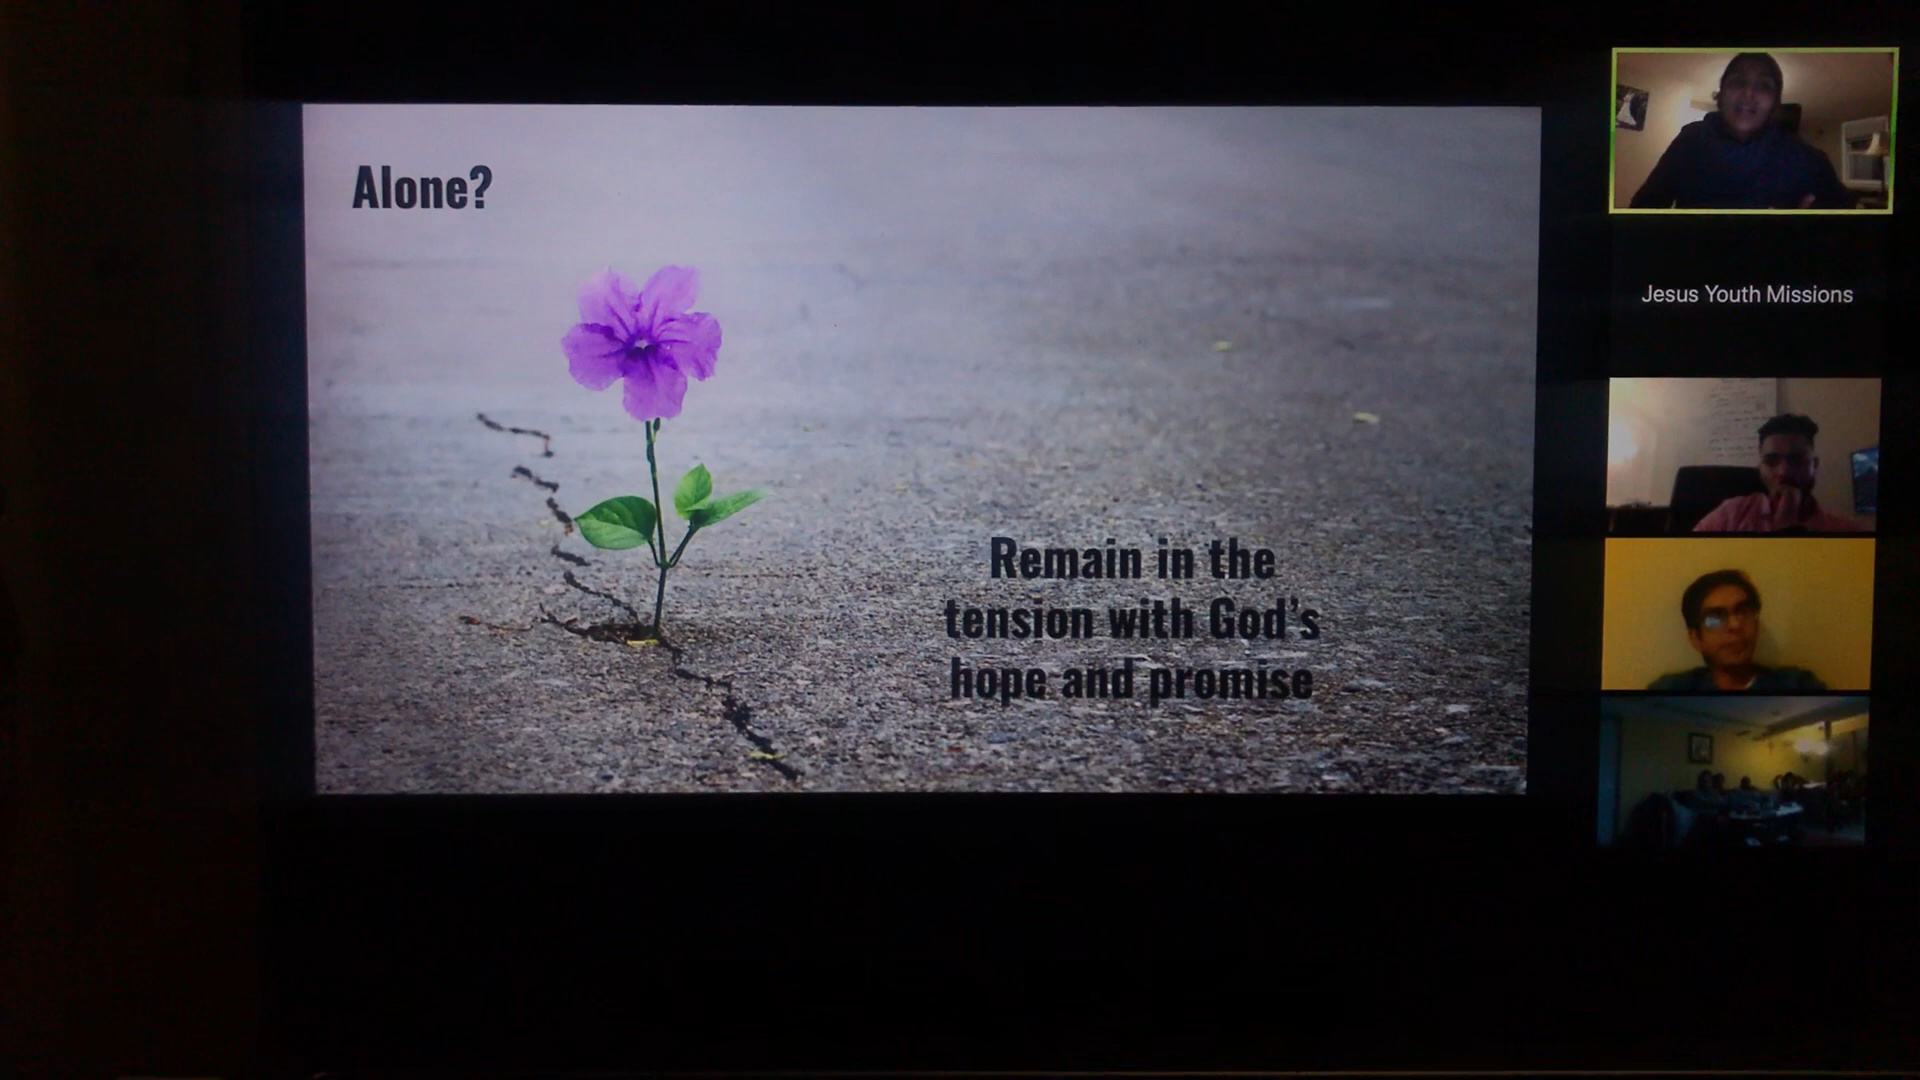 Alone?
Remain in the
tension with God's
hope and promise
Jesus Youth Missions